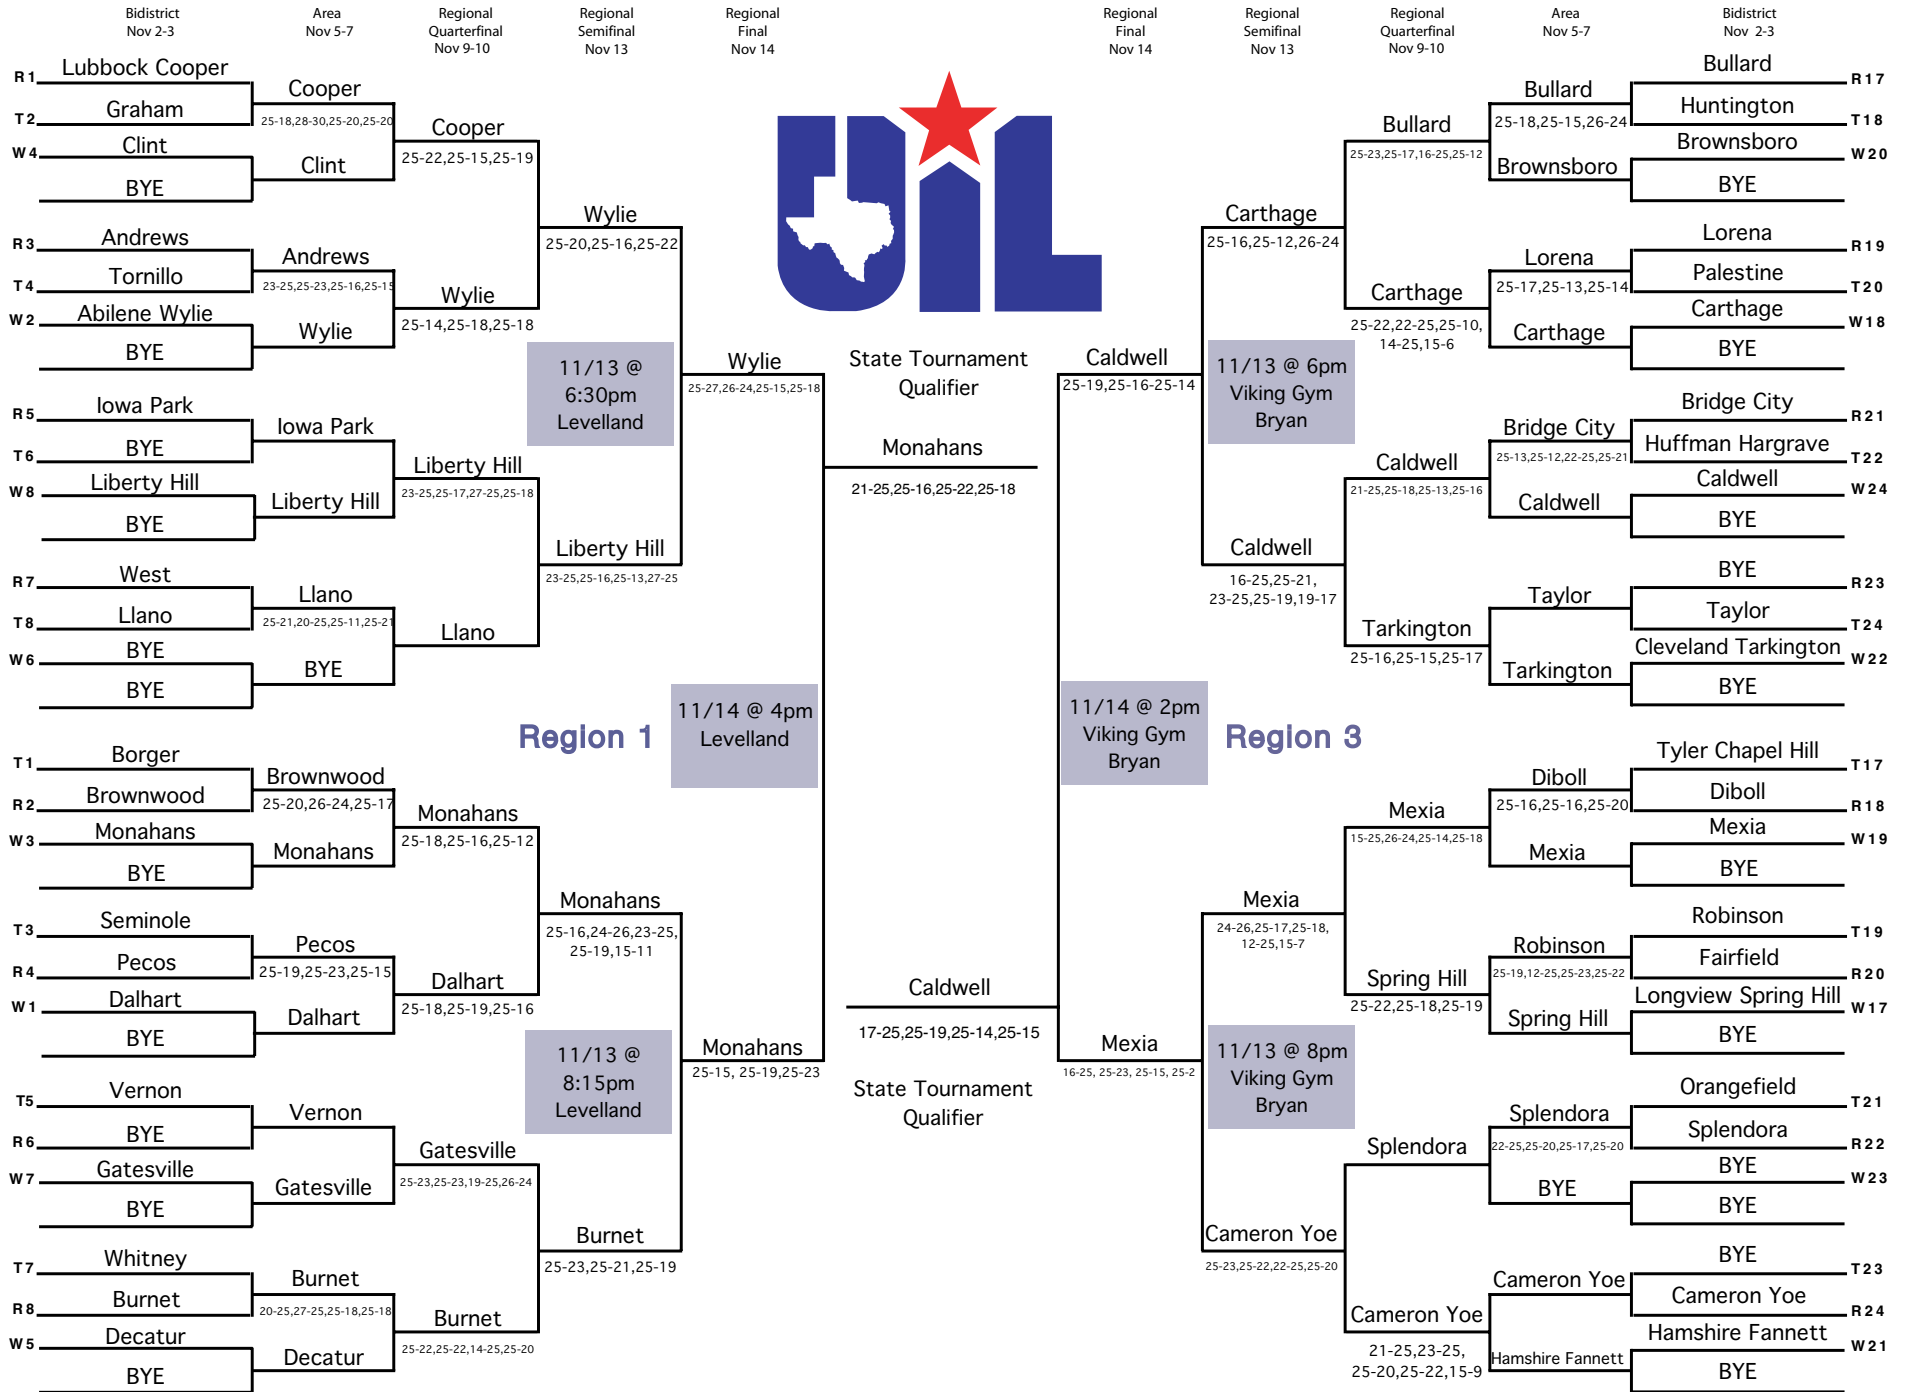 Bidistrict
Nov 2-3
Area
Nov 5-7
Regional
Quarterfinal
Nov 9-10
Regional
Semifinal
Nov 13
Regional
Final
Nov 14
Regional
Final
Nov 14
Regional
Semifinal
Nov 13
Regional
Quarterfinal
Nov 9-10
Area
Nov 5-7
Bidistrict
Nov 2-3
R1
Lubbock Cooper
T2
Graham
W4
Clint
BYE
R3
Andrews
T4
Tornillo
W2
Abilene Wylie
BYE
R5
Iowa Park
T6
BYE
W8
Liberty Hill
BYE
R7
West
T8
Llano
W6
BYE
BYE
T1
Borger
R2
Brownwood
W3
Monahans
BYE
T3
Seminole
R4
Pecos
W1
Dalhart
BYE
T5
Vernon
R6
BYE
W7
Gatesville
BYE
T7
Whitney
R8
Burnet
W5
Decatur
BYE
Cooper
25-18,28-30,25-20,25-20
Clint
Andrews
23-25,25-23,25-16,25-15
Wylie
Iowa Park
Liberty Hill
Llano
25-21,20-25,25-11,25-21
BYE
Brownwood
25-20,26-24,25-17
Monahans
Pecos
25-19,25-23,25-15
Dalhart
Vernon
Gatesville
Burnet
20-25,27-25,25-18,25-18
Decatur
Cooper
25-22,25-15,25-19
Wylie
25-14,25-18,25-18
Liberty Hill
23-25,25-17,27-25,25-18
Llano
Monahans
25-18,25-16,25-12
Dalhart
25-18,25-19,25-16
Gatesville
25-23,25-23,19-25,26-24
Burnet
25-22,25-22,14-25,25-20
Wylie
25-20,25-16,25-22
11/13 @
6:30pm
Levelland
Liberty Hill
23-25,25-16,25-13,27-25
Region 1
Monahans
25-16,24-26,23-25,
25-19,15-11
11/13 @
8:15pm
Levelland
Burnet
25-23,25-21,25-19
Wylie
25-27,26-24,25-15,25-18
11/14 @ 4pm
Levelland
Monahans
25-15, 25-19,25-23
UIL
State Tournament
Qualifier
Monahans
21-25,25-16,25-22,25-18
Caldwell
17-25,25-19,25-14,25-15
State Tournament
Qualifier
Caldwell
25-19,25-16-25-14
11/14 @ 2pm
Viking Gym
Bryan
Mexia
16-25, 25-23, 25-15, 25-2
Carthage
25-16,25-12,26-24
11/13 @ 6pm
Viking Gym
Bryan
Caldwell
16-25,25-21,
23-25,25-19,19-17
Region 3
Mexia
24-26,25-17,25-18,
12-25,15-7
11/13 @ 8pm
Viking Gym
Bryan
Cameron Yoe
25-23,25-22,22-25,25-20
Bullard
25-23,25-17,16-25,25-12
Carthage
25-22,22-25,25-10,
14-25,15-6
Caldwell
21-25,25-18,25-13,25-16
Tarkington
25-16,25-15,25-17
Mexia
15-25,26-24,25-14,25-18
Spring Hill
25-22,25-18,25-19
Splendora
Cameron Yoe
21-25,23-25,
25-20,25-22,15-9
Bullard
25-18,25-15,26-24
Brownsboro
Lorena
25-17,25-13,25-14
Carthage
Bridge City
25-13,25-12,22-25,25-21
Caldwell
Taylor
Tarkington
Diboll
25-16,25-16,25-20
Mexia
Robinson
25-19,12-25,25-23,25-22
Spring Hill
Splendora
22-25,25-20,25-17,25-20
BYE
Cameron Yoe
Hamshire Fannett
Bullard
R17
Huntington
T18
Brownsboro
W20
BYE
Lorena
R19
Palestine
T20
Carthage
W18
BYE
Bridge City
R21
Huffman Hargrave
T22
Caldwell
W24
BYE
BYE
R23
Taylor
T24
Cleveland Tarkington
W22
BYE
Tyler Chapel Hill
T17
Diboll
R18
Mexia
W19
BYE
Robinson
T19
Fairfield
R20
Longview Spring Hill
W17
BYE
Orangefield
T21
Splendora
R22
BYE
W23
BYE
BYE
T23
Cameron Yoe
R24
Hamshire Fannett
W21
BYE